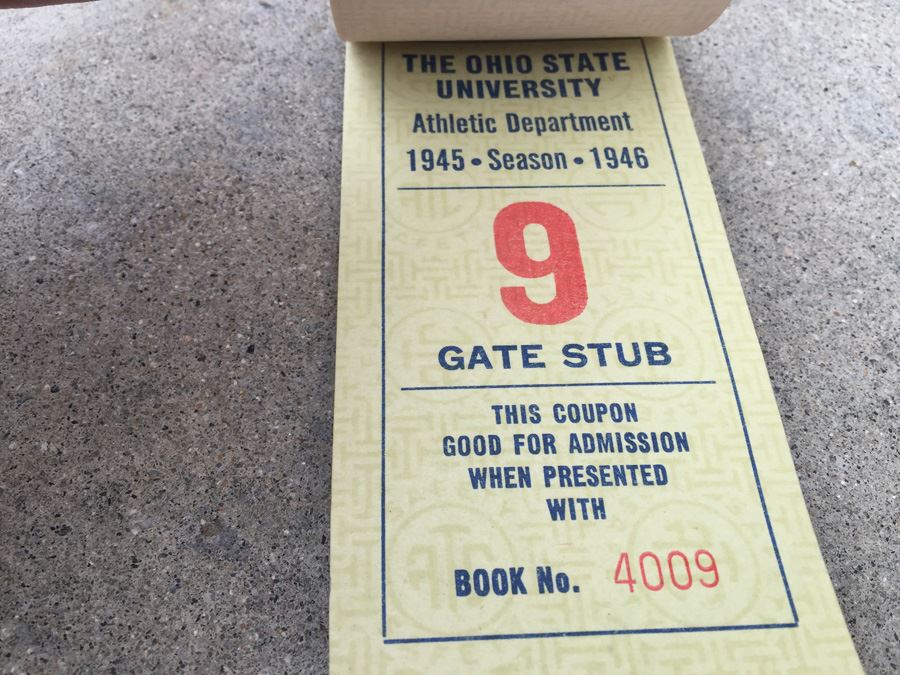 THE OHIO STATE
UNIVERSITY
Athletic Department
1945 • Season • 1946
9
GATE STUB
THIS COUPON
GOOD FOR ADMISSION
WHEN PRESENTED
WITH
BOOK No. 4009